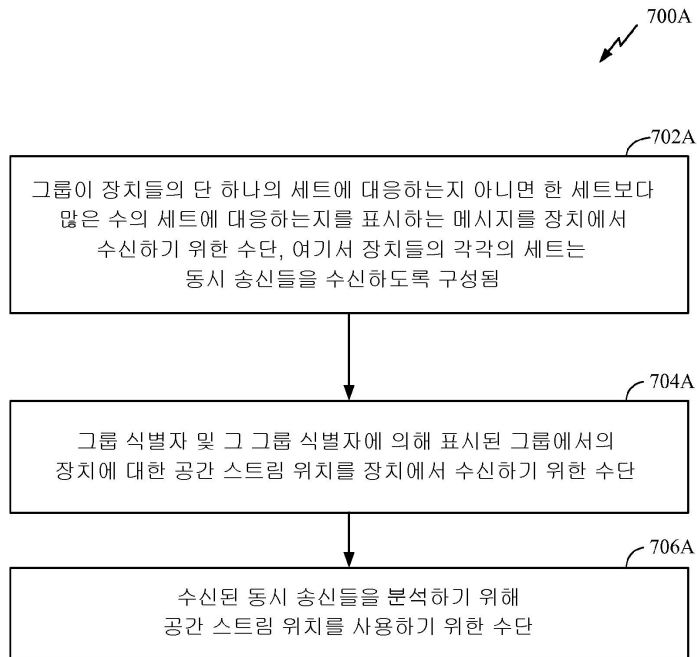 700A
702A
그룹이 장치들의 단 하나의 세트에 대응하는지 아니면 한 세트보다
많은 수의 세트에 대응하는지를 표시하는 메시지를 장치에서
수신하기 위한 수단, 여기서 장치들의 각각의 세트는
동시 송신들을 수신하도록 구성됨
704A
그룹 식별자 및 그 그룹 식별자에 의해 표시된 그룹에서의
장치에 대한 공간 스트림 위치를 장치에서 수신하기 위한 수단
706A
수신된 동시 송신들을 분석하기 위해
공간 스트림 위치를 사용하기 위한 수단